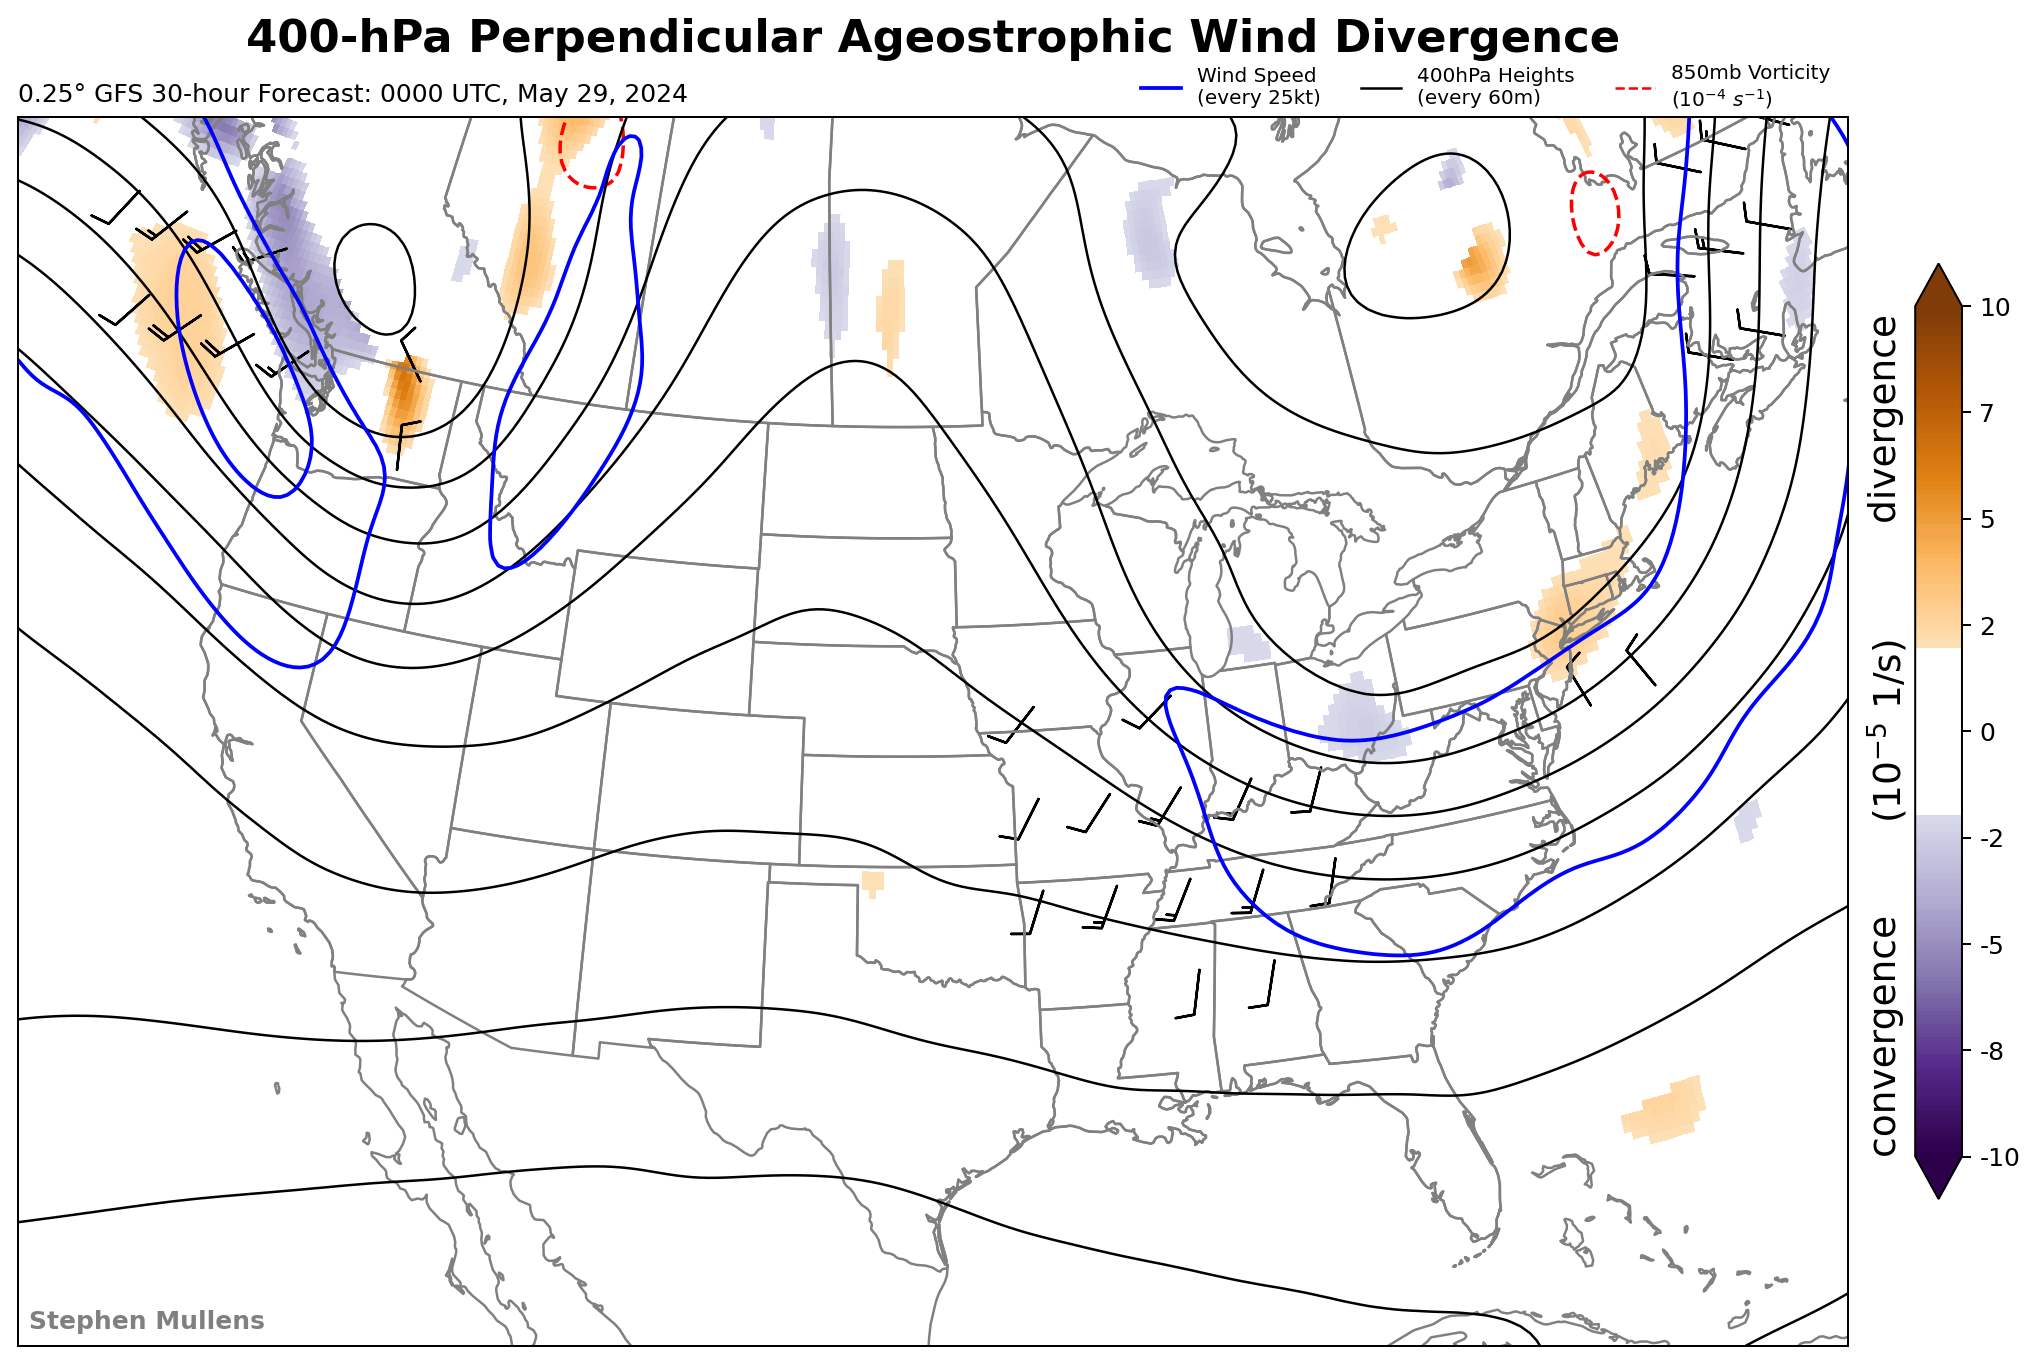 400-hPa Perpendicular Ageostrophic Wind Divergence
0.25° GFS 30-hour Forecast: 0000 UTC, May 29, 2024
Wind Speed
(every 25kt)
400hPa Heights
(every 60m)
850mb Vorticity
(10⁻⁴ s⁻¹)
10
7
5
2
0
-2
-5
-8
-10
convergence (10⁻⁵ 1/s) divergence
Stephen Mullens